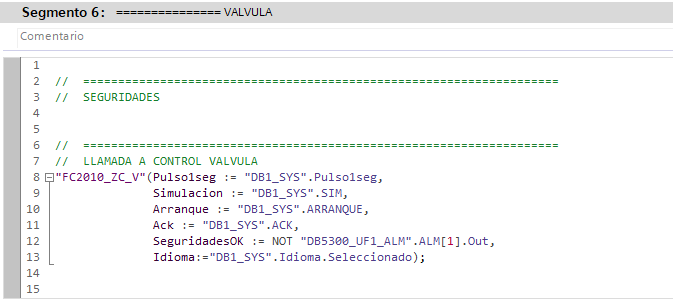 Segmento 6: =============== VALVULA
Comentario
1
2 // ====================================================================
3 // SEGURIDADES
4
5
6 // ====================================================================
7 // LLAMADA A CONTROL VALVULA
8 "FC2010_ZC_V"(Pulso1seg := "DB1_SYS".Pulso1seg,
9 Simulacion := "DB1_SYS".SIM,
10 Arranque := "DB1_SYS".ARRANQUE,
11 Ack := "DB1_SYS".ACK,
12 SeguridadesOK := NOT "DB5300_UF1_ALM".ALM[1].Out,
13 Idioma:="DB1_SYS".Idioma.Seleccionado);
14
15